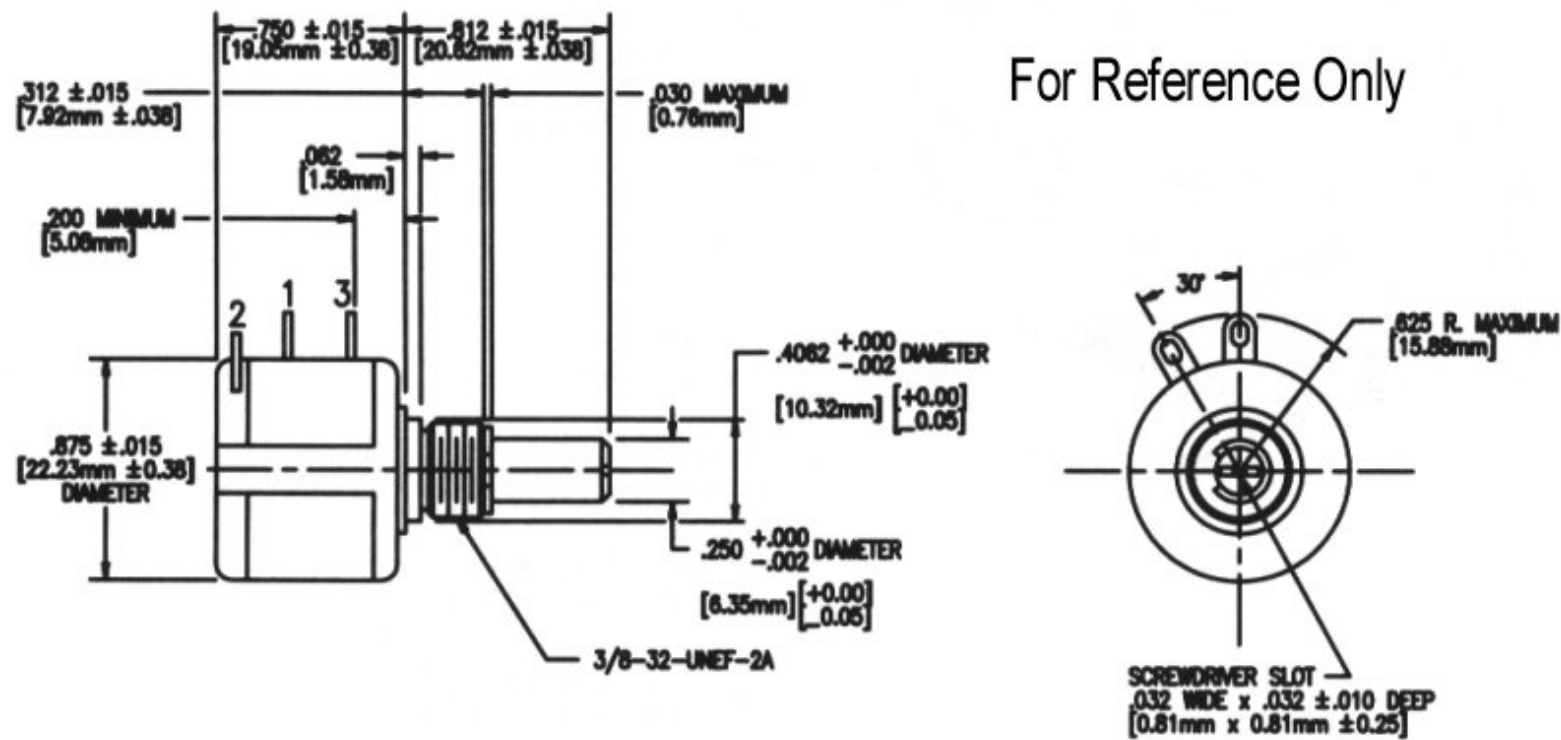 .750 ±.015
[19.05mm ±0.38]
.812 ±.015
[20.62mm ±.038]
For Reference Only
.312 ±.015
[7.92mm ±.038]
.030 MAXIMUM
[0.76mm]
.062
[1.58mm]
.200 MINIMUM
[5.08mm]
2
1
3
30°
.625 R. MAXIMUM
[15.88mm]
.4062 +.000 DIAMETER
-.002
[10.32mm] [+0.00]
[_0.05]
.875 ±.015
[22.23mm ±0.38]
DIAMETER
.250 +.000 DIAMETER
-.002
[6.35mm] [+0.00]
[_0.05]
3/8-32-UNEF-2A
SCREWDRIVER SLOT
.032 WIDE x .032 ±.010 DEEP
[0.81mm x 0.81mm ±0.25]